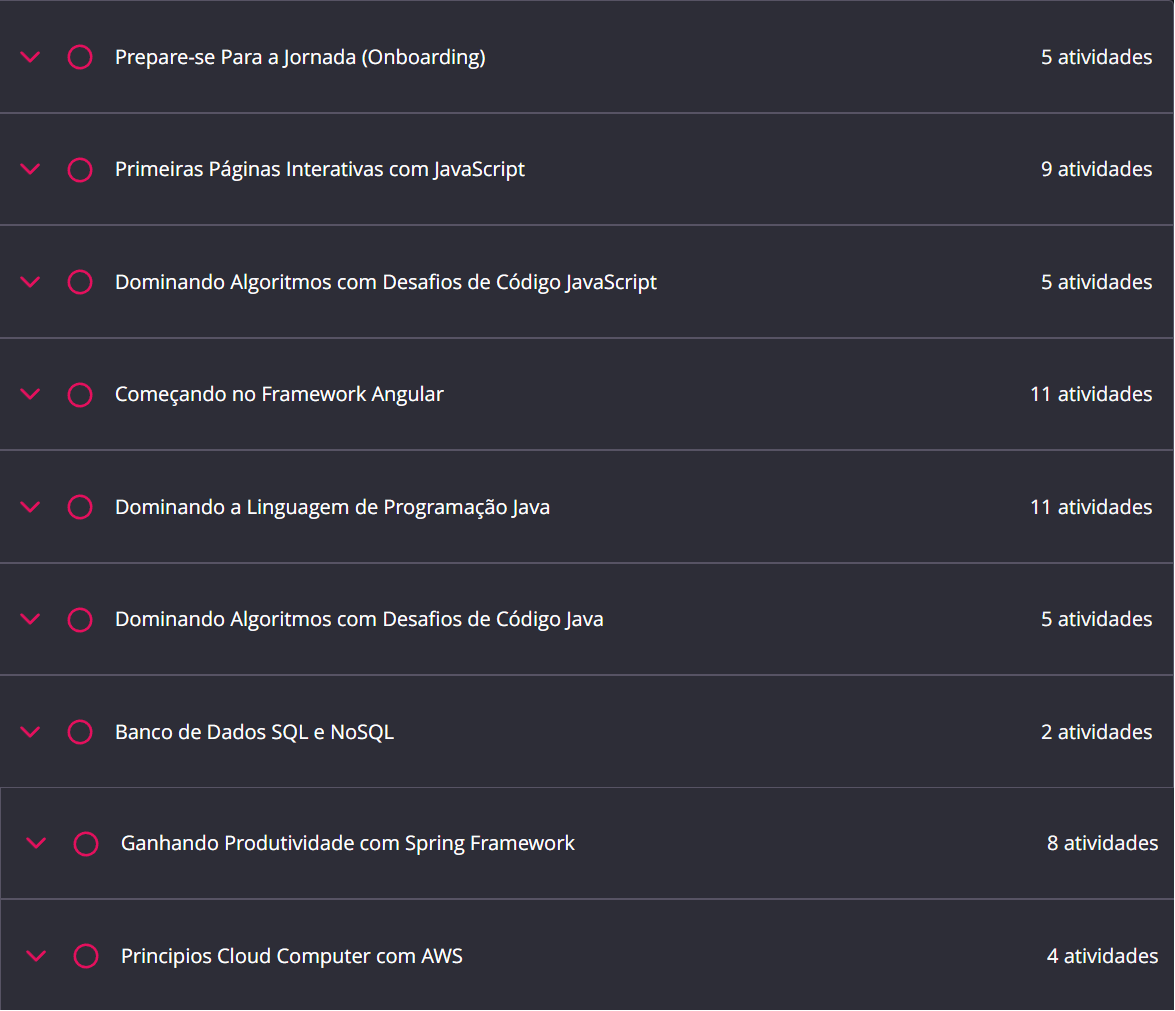 Prepare-se Para a Jornada (Onboarding) 5 atividades
Primeiras Páginas Interativas com JavaScript 9 atividades
Dominando Algoritmos com Desafios de Código JavaScript 5 atividades
Começando no Framework Angular 11 atividades
Dominando a Linguagem de Programação Java 11 atividades
Dominando Algoritmos com Desafios de Código Java 5 atividades
Banco de Dados SQL e NoSQL 2 atividades
Ganhando Produtividade com Spring Framework 8 atividades
Principios Cloud Computer com AWS 4 atividades